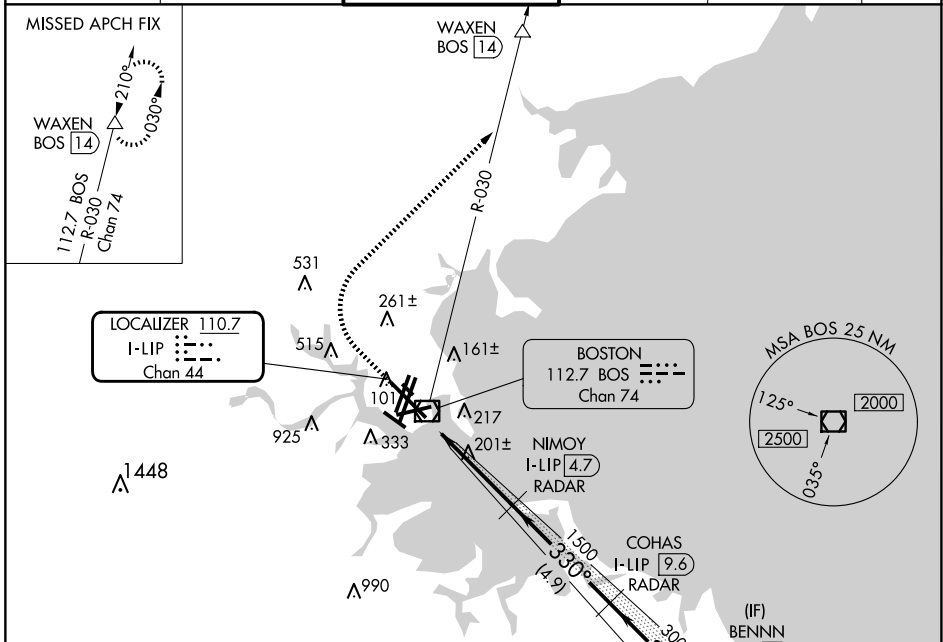 MISSED APCH FIX
WAXEN
BOS 14
210°
030°
112.7 BOS
R-030
Chan 74
WAXEN
BOS 14
R-030
531
261±
LOCALIZER 110.7
I-LIP
Chan 44
515
161±
BOSTON
112.7 BOS
Chan 74
MSA BOS 25 NM
125°
2000
2500
035°
101
217
925
333
201±
NIMOY
I-LIP 4.7
RADAR
1448
1500
330°
(4.9)
COHAS
I-LIP 9.6
RADAR
990
(IF)
BENNN